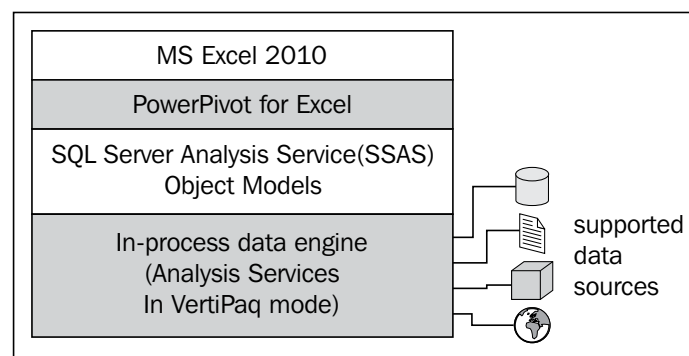 MS Excel 2010
PowerPivot for Excel
SQL Server Analysis Service(SSAS)
Object Models
In-process data engine
(Analysis Services
In VertiPaq mode)
supported
data
sources